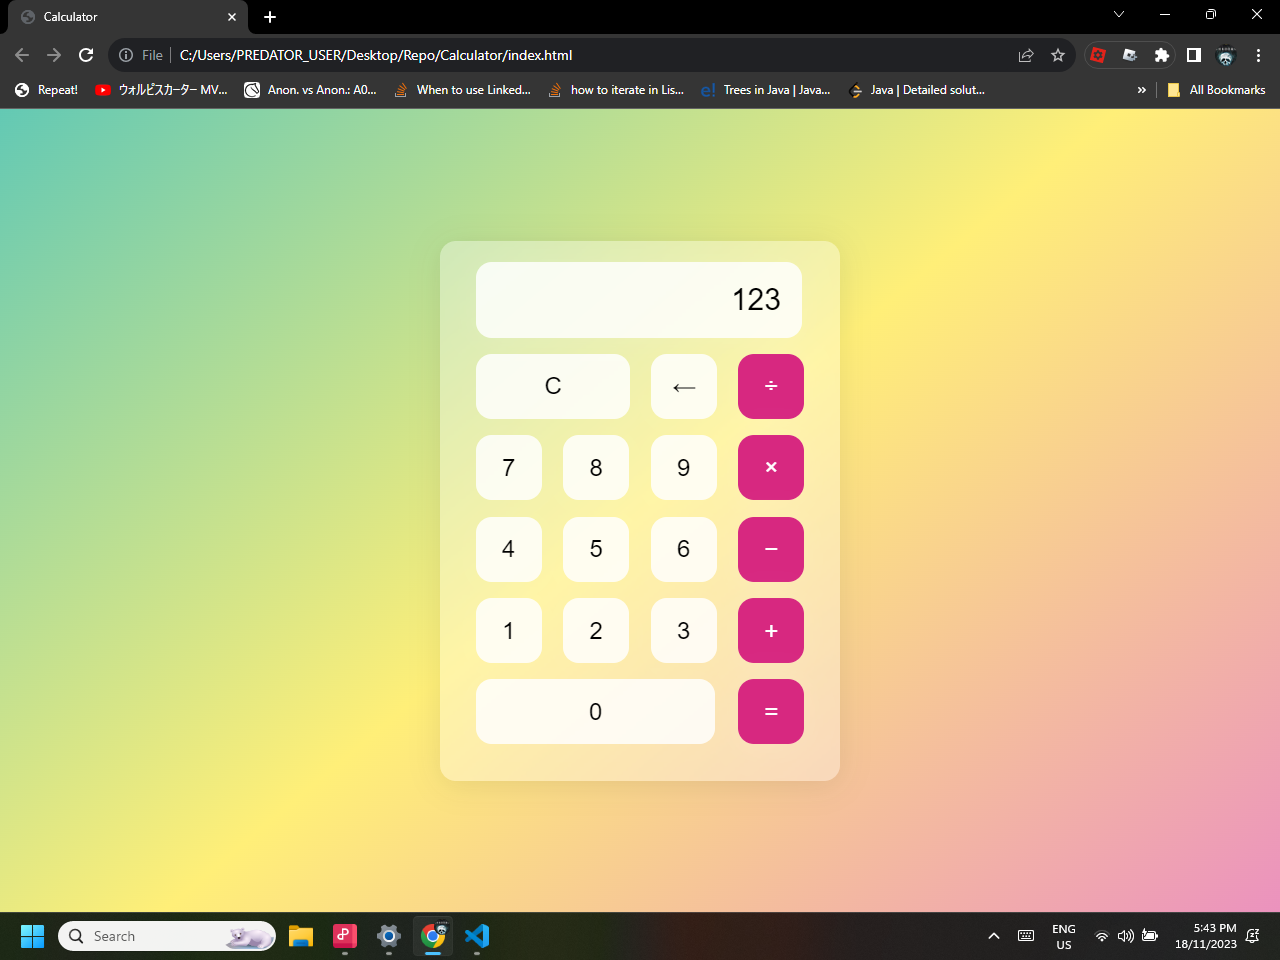 Calculator
File C:/Users/PREDATOR_USER/Desktop/Repo/Calculator/index.html
Repeat! ウォルピスカーター MV... Anon. vs Anon.: A0... When to use Linked... how to iterate in Lis... e! Trees in Java | Java... Java | Detailed solut... » All Bookmarks
123
C ← ÷
7 8 9 ×
4 5 6 −
1 2 3 +
0 =
Search ENG US 5:43 PM
18/11/2023